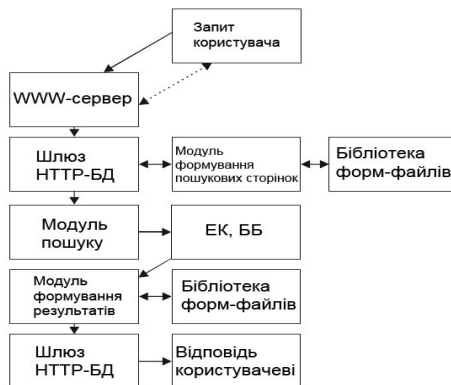 Запит
користувача
WWW-сервер
Шлюз
HTTP-БД
Модуль
формування
пошукових сторінок
Бібліотека
форм-файлів
Модуль
пошуку
ЕК, ББ
Модуль
формування
результатів
Бібліотека
форм-файлів
Шлюз
HTTP-БД
Відповідь
користувачеві